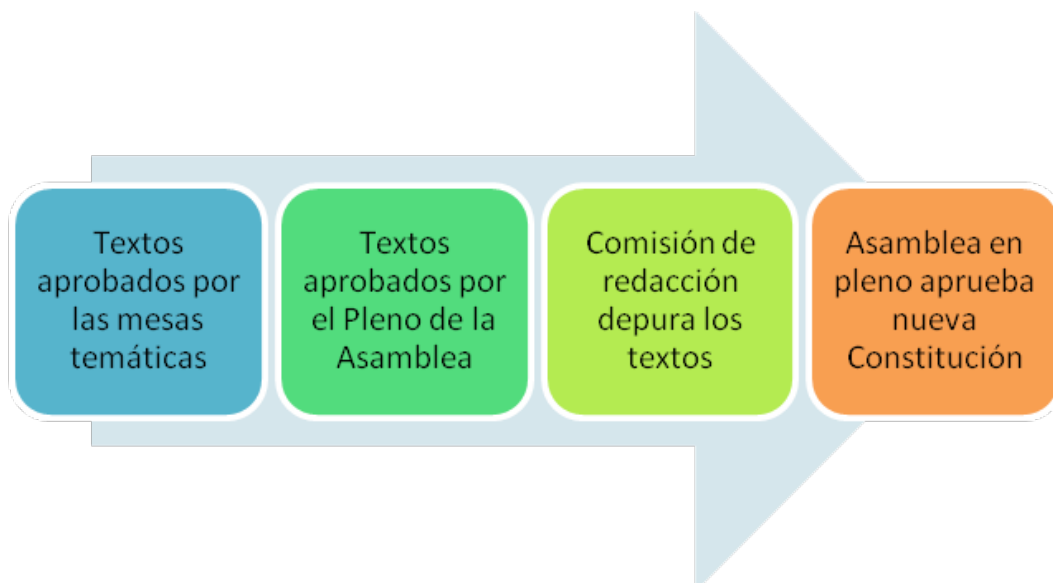 Textos
aprobados por
las mesas
temáticas
Textos
aprobados por
el Pleno de la
Asamblea
Comisión de
redacción
depura los
textos
Asamblea en
pleno aprueba
nueva
Constitución